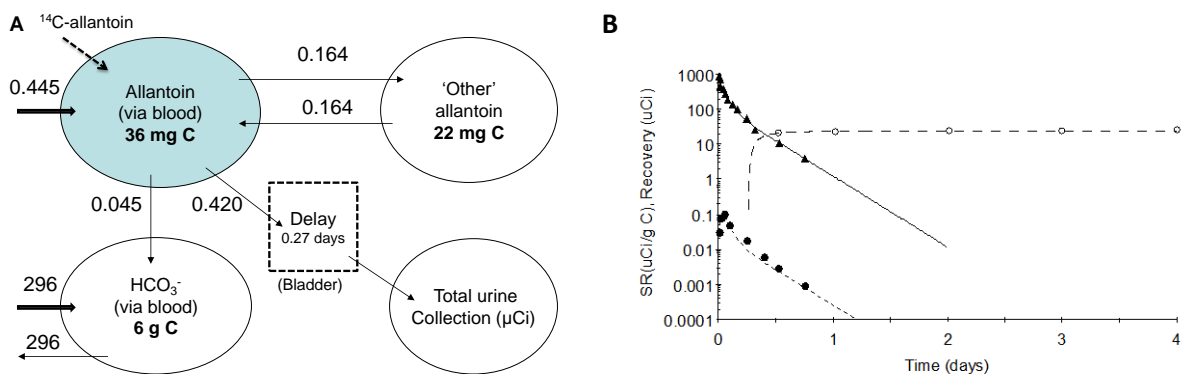 A
¹⁴C-allantoin
0.445
Allantoin
(via blood)
36 mg C
0.164
0.164
‘Other’
allantoin
22 mg C
0.045
0.420
Delay
0.27 days
(Bladder)
296
HCO₃⁻
(via blood)
6 g C
296
Total urine
Collection (µCi)
B
SR(uCi/g C), Recovery (uCi)
1000
100
10
1
0.1
0.01
0.001
0.0001
0 1 2 3 4
Time (days)